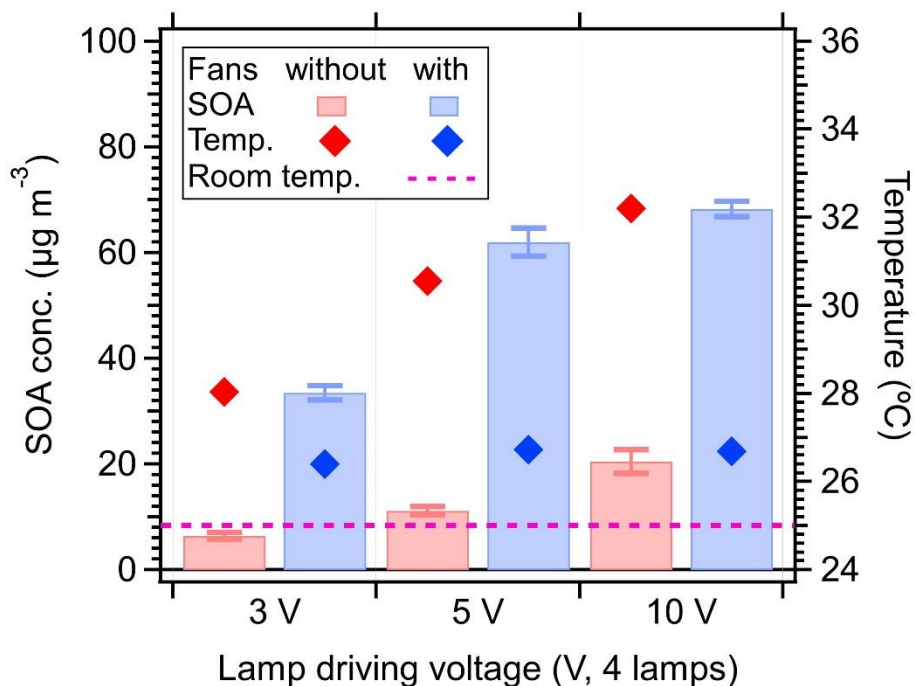 100
80
60
40
20
0
SOA conc. (µg m⁻³)
Fans without with
SOA
Temp.
Room temp.
36
34
32
30
28
26
24
Temperature (ºC)
3 V 5 V 10 V
Lamp driving voltage (V, 4 lamps)